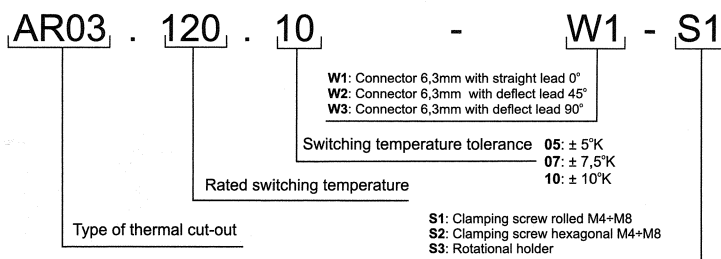 AR03 . 120 . 10 - W1 - S1
W1: Connector 6,3mm with straight lead 0°
W2: Connector 6,3mm with deflect lead 45°
W3: Connector 6,3mm with deflect lead 90°
Switching temperature tolerance 05: ± 5°K
07: ± 7,5°K
10: ± 10°K
Rated switching temperature
S1: Clamping screw rolled M4÷M8
S2: Clamping screw hexagonal M4÷M8
S3: Rotational holder
Type of thermal cut-out